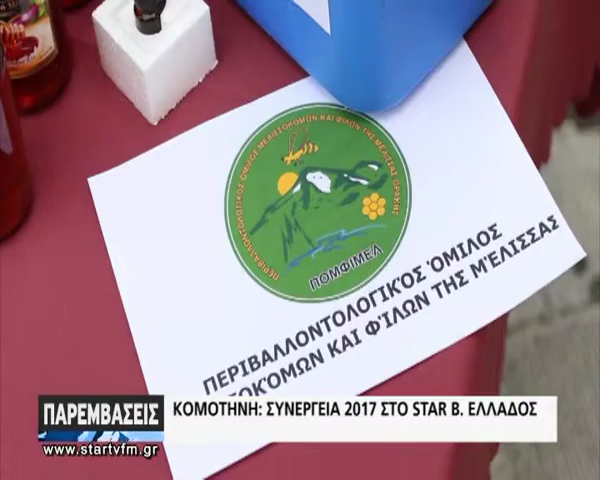 ΠΕΡΙΒΑΛΛΟΝΤΟΛΟΓΙΚΟΣ ΟΜΙΛΟΣ ΜΕΛΙΣΣΟΚΟΜΩΝ ΚΑΙ ΦΙΛΩΝ ΤΗΣ ΜΕΛΙΣΣΑΣ ΘΡΑΚΗΣ
ΠΟΜΦΙΜΕΛ
ΠΕΡΙΒΑΛΛΟΝΤΟΛΟΓΙΚΌΣ ΌΜΙΛΟΣ
ΣΟΚΌΜΩΝ ΚΑΙ ΦΊΛΩΝ ΤΗΣ ΜΈΛΙΣΣΑΣ
ΠΑΡΕΜΒΑΣΕΙΣ
ΚΟΜΟΤΗΝΗ: ΣΥΝΕΡΓΕΙΑ 2017 ΣΤΟ STAR Β. ΕΛΛΑΔΟΣ
www.startvfm.gr